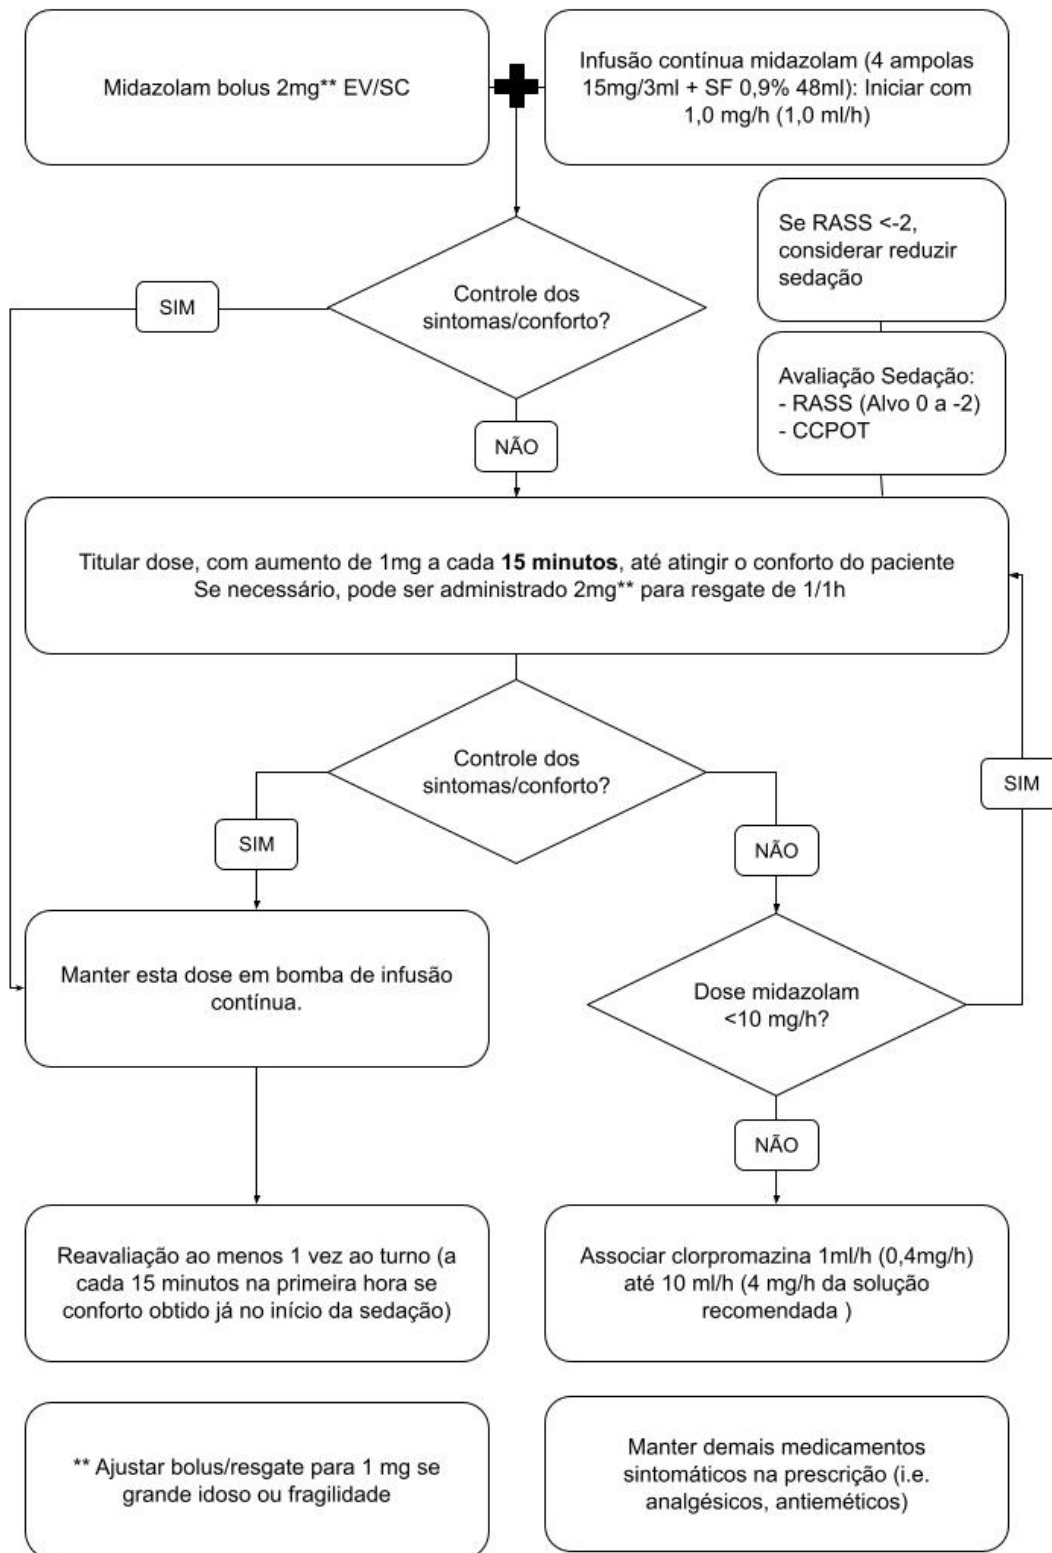 Midazolam bolus 2mg** EV/SC
Infusão contínua midazolam (4 ampolas
15mg/3ml + SF 0,9% 48ml): Iniciar com
1,0 mg/h (1,0 ml/h)
Se RASS <-2,
considerar reduzir
sedação
SIM
Controle dos
sintomas/conforto?
Avaliação Sedação:
- RASS (Alvo 0 a -2)
- CCPOT
NÃO
Titular dose, com aumento de 1mg a cada 15 minutos, até atingir o conforto do paciente
Se necessário, pode ser administrado 2mg** para resgate de 1/1h
Controle dos
sintomas/conforto?
SIM
SIM
NÃO
Manter esta dose em bomba de infusão
contínua.
Dose midazolam
<10 mg/h?
NÃO
Reavaliação ao menos 1 vez ao turno (a
cada 15 minutos na primeira hora se
conforto obtido já no início da sedação)
Associar clorpromazina 1ml/h (0,4mg/h)
até 10 ml/h (4 mg/h da solução
recomendada )
** Ajustar bolus/resgate para 1 mg se
grande idoso ou fragilidade
Manter demais medicamentos
sintomáticos na prescrição (i.e.
analgésicos, antieméticos)